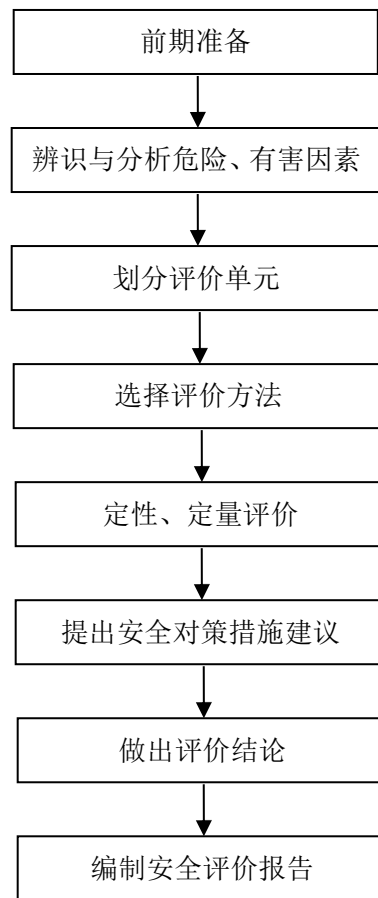 前期准备
辨识与分析危险、有害因素
划分评价单元
选择评价方法
定性、定量评价
提出安全对策措施建议
做出评价结论
编制安全评价报告